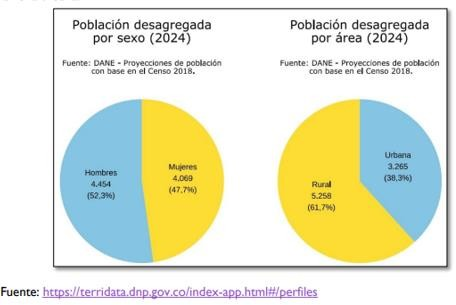 Población desagregada
por sexo (2024)
Fuente: DANE - Proyecciones de población
con base en el Censo 2018.
Hombres
4.454
(52,3%)
Mujeres
4.069
(47,7%)
Población desagregada
por área (2024)
Fuente: DANE - Proyecciones de población
con base en el Censo 2018.
Urbana
3.265
(38,3%)
Rural
5.258
(61,7%)
Fuente: https://terridata.dnp.gov.co/index-app.html#/perfiles